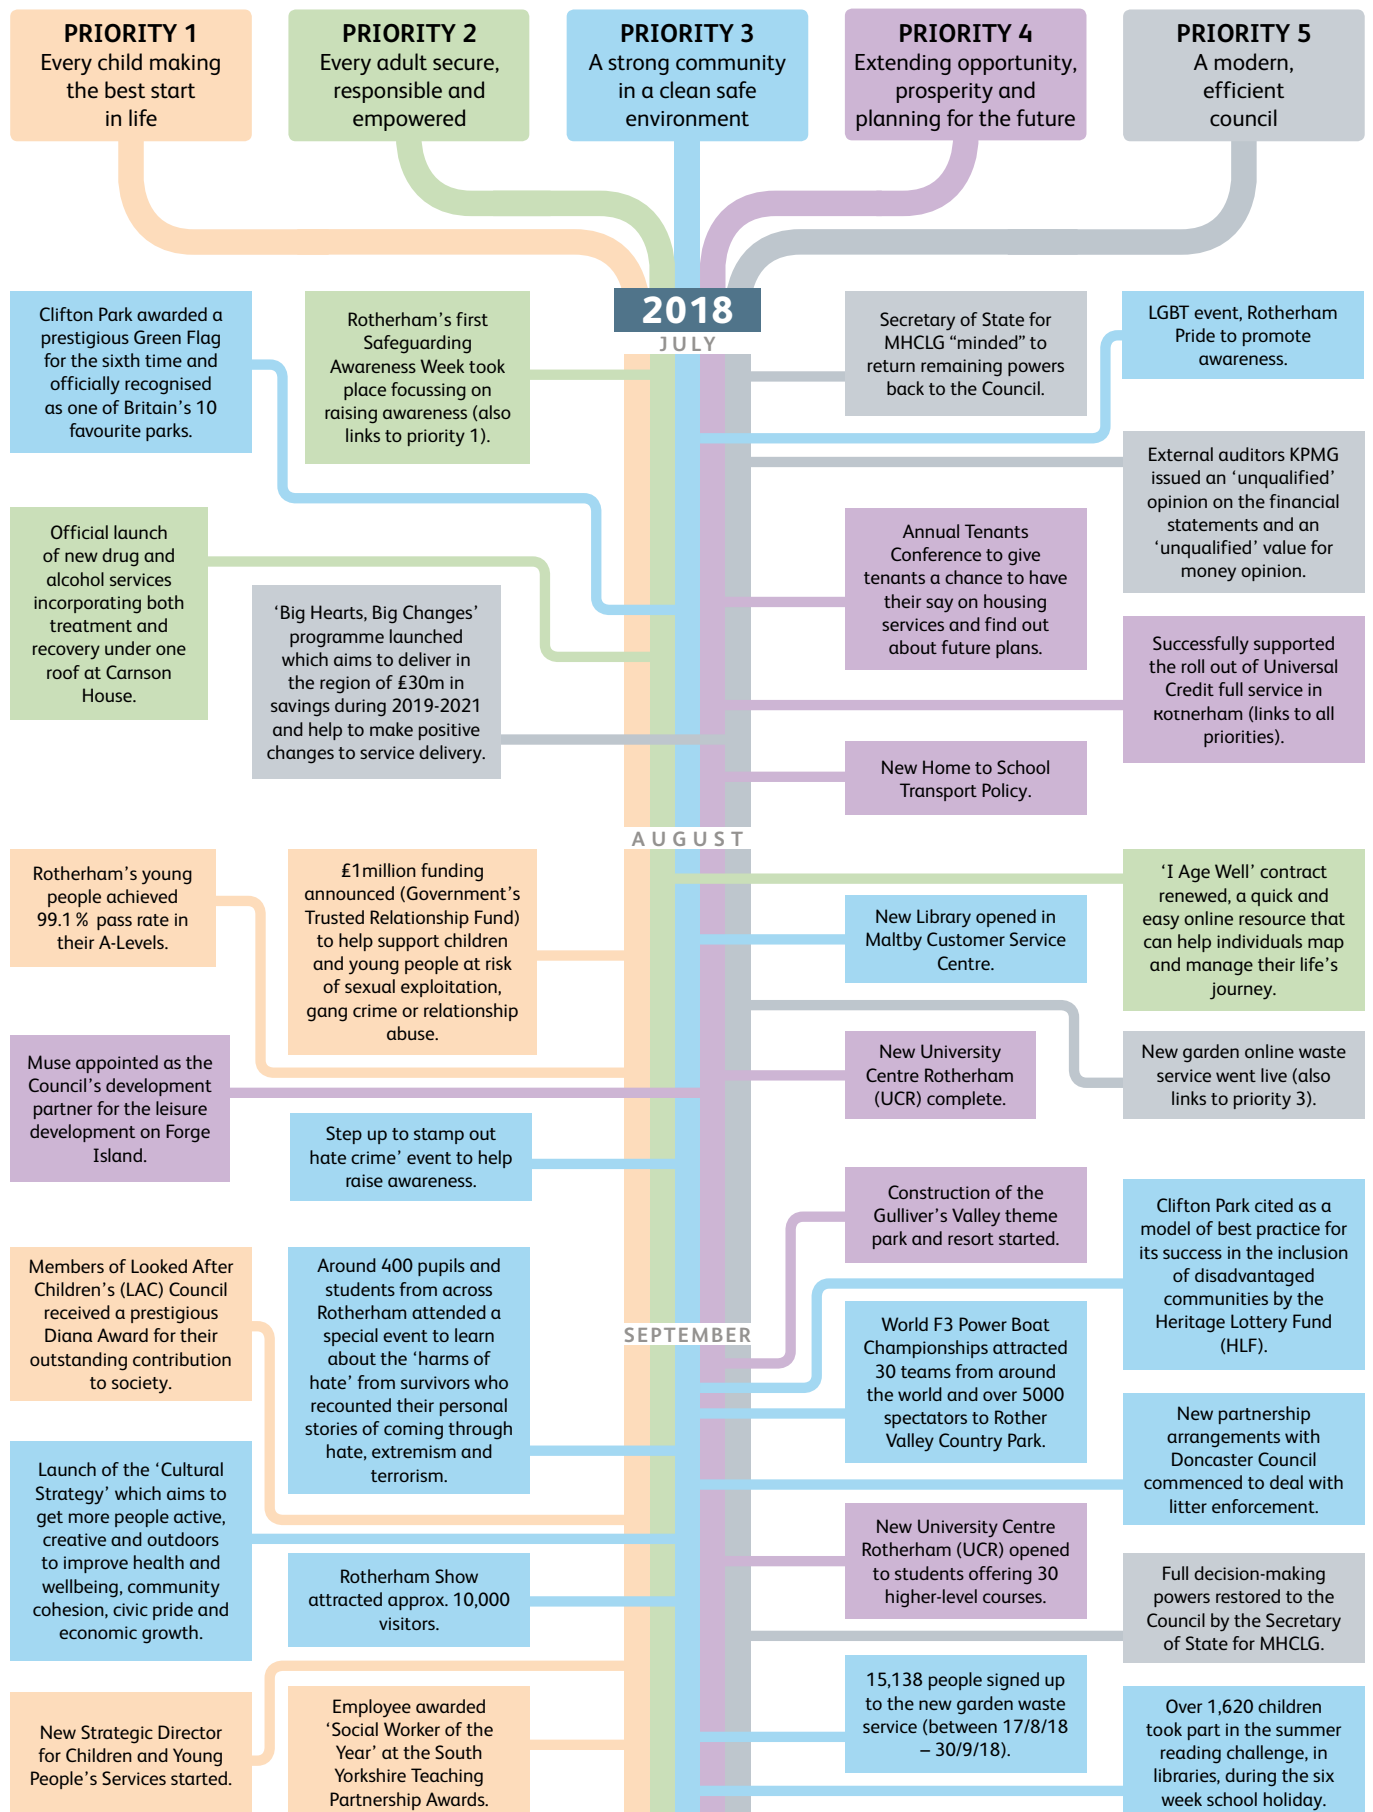 PRIORITY 1
Every child making
the best start
in life
PRIORITY 2
Every adult secure,
responsible and
empowered
PRIORITY 3
A strong community
in a clean safe
environment
PRIORITY 4
Extending opportunity,
prosperity and
planning for the future
PRIORITY 5
A modern,
efficient
council
2018
JULY
Clifton Park awarded a
prestigious Green Flag
for the sixth time and
officially recognised
as one of Britain's 10
favourite parks.
Rotherham's first
Safeguarding
Awareness Week took
place focussing on
raising awareness (also
links to priority 1).
Secretary of State for
MHCLG “minded” to
return remaining powers
back to the Council.
LGBT event, Rotherham
Pride to promote
awareness.
External auditors KPMG
issued an ‘unqualified’
opinion on the financial
statements and an
‘unqualified’ value for
money opinion.
Official launch
of new drug and
alcohol services
incorporating both
treatment and
recovery under one
roof at Carnson
House.
‘Big Hearts, Big Changes’
programme launched
which aims to deliver in
the region of £30m in
savings during 2019-2021
and help to make positive
changes to service delivery.
Annual Tenants
Conference to give
tenants a chance to have
their say on housing
services and find out
about future plans.
Successfully supported
the roll out of Universal
Credit full service in
Rotherham (links to all
priorities).
New Home to School
Transport Policy.
AUGUST
Rotherham's young
people achieved
99.1 % pass rate in
their A-Levels.
£1million funding
announced (Government's
Trusted Relationship Fund)
to help support children
and young people at risk
of sexual exploitation,
gang crime or relationship
abuse.
New Library opened in
Maltby Customer Service
Centre.
‘I Age Well’ contract
renewed, a quick and
easy online resource that
can help individuals map
and manage their life's
journey.
Muse appointed as the
Council's development
partner for the leisure
development on Forge
Island.
Step up to stamp out
hate crime’ event to help
raise awareness.
New University
Centre Rotherham
(UCR) complete.
New garden online waste
service went live (also
links to priority 3).
Construction of the
Gulliver's Valley theme
park and resort started.
Clifton Park cited as a
model of best practice for
its success in the inclusion
of disadvantaged
communities by the
Heritage Lottery Fund
(HLF).
SEPTEMBER
Members of Looked After
Children's (LAC) Council
received a prestigious
Diana Award for their
outstanding contribution
to society.
Around 400 pupils and
students from across
Rotherham attended a
special event to learn
about the ‘harms of
hate’ from survivors who
recounted their personal
stories of coming through
hate, extremism and
terrorism.
World F3 Power Boat
Championships attracted
30 teams from around
the world and over 5000
spectators to Rother
Valley Country Park.
New partnership
arrangements with
Doncaster Council
commenced to deal with
litter enforcement.
Launch of the ‘Cultural
Strategy’ which aims to
get more people active,
creative and outdoors
to improve health and
wellbeing, community
cohesion, civic pride and
economic growth.
Rotherham Show
attracted approx. 10,000
visitors.
New University Centre
Rotherham (UCR) opened
to students offering 30
higher-level courses.
Full decision-making
powers restored to the
Council by the Secretary
of State for MHCLG.
New Strategic Director
for Children and Young
People's Services started.
Employee awarded
‘Social Worker of the
Year’ at the South
Yorkshire Teaching
Partnership Awards.
15,138 people signed up
to the new garden waste
service (between 17/8/18
– 30/9/18).
Over 1,620 children
took part in the summer
reading challenge, in
libraries, during the six
week school holiday.